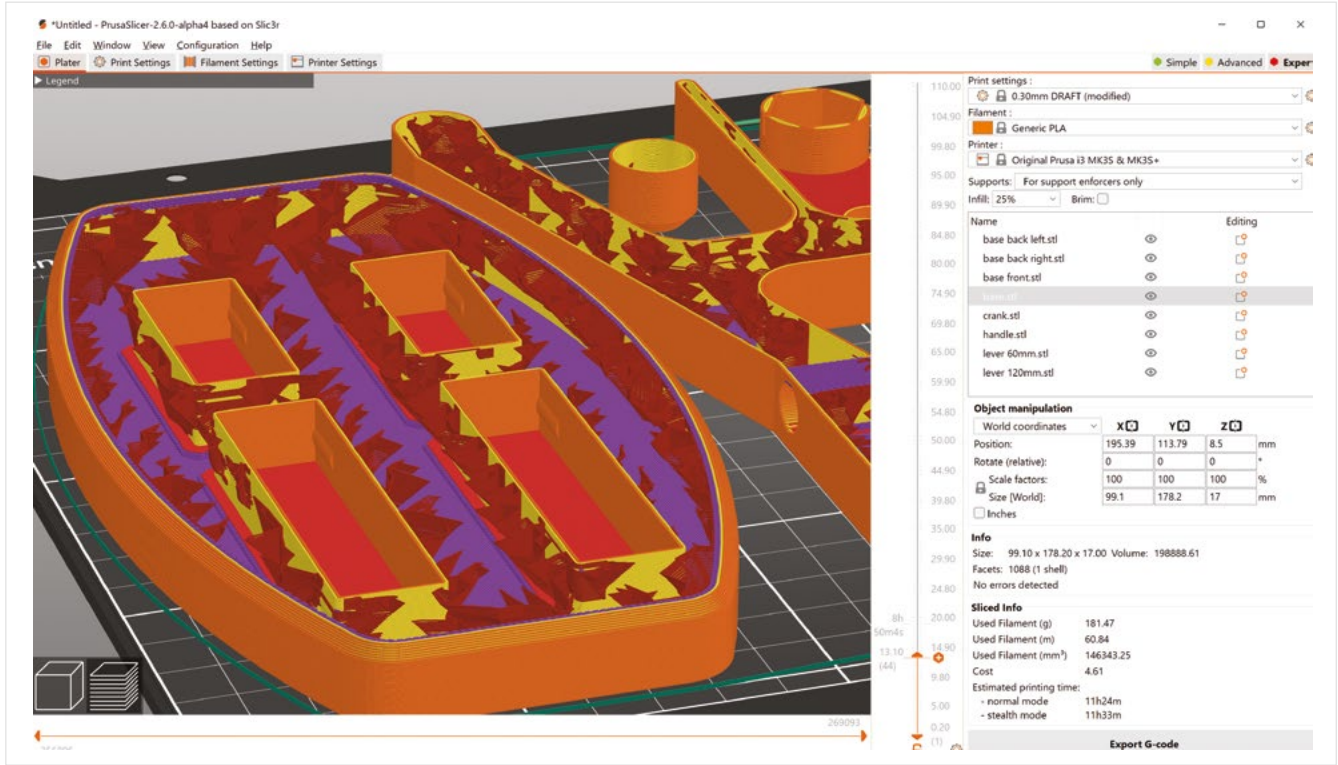 *Untitled - PrusaSlicer-2.6.0-alpha4 based on Slic3r
File Edit Window View Configuration Help
Plater Print Settings Filament Settings Printer Settings
Simple Advanced Exper
Legend
110.00
104.90
99.80
95.00
89.90
84.80
80.00
74.90
69.80
65.00
59.90
54.80
50.00
44.90
39.80
35.00
29.90
24.80
20.00
14.90
9.80
5.00
0.20
(1)
8h
50m4s
13.10
(44)
269093
Print settings :
0.30mm DRAFT (modified)
Filament :
Generic PLA
Printer :
Original Prusa i3 MK3S & MK3S+
Supports: For support enforcers only
Infill: 25% Brim:
Name Editing
base back left.stl
base back right.stl
base front.stl
base.stl
crank.stl
handle.stl
lever 60mm.stl
lever 120mm.stl
Object manipulation
World coordinates X Y Z
Position: 195.39 113.79 8.5 mm
Rotate (relative): 0 0 0 °
Scale factors: 100 100 100 %
Size [World]: 99.1 178.2 17 mm
Inches
Info
Size: 99.10 x 178.20 x 17.00 Volume: 198888.61
Facets: 1088 (1 shell)
No errors detected
Sliced Info
Used Filament (g) 181.47
Used Filament (m) 60.84
Used Filament (mm³) 146343.25
Cost 4.61
Estimated printing time:
- normal mode 11h24m
- stealth mode 11h33m
Export G-code